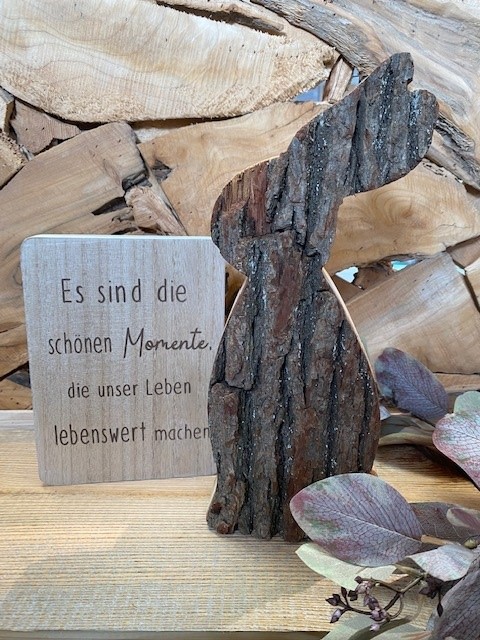 Es sind die
schönen Momente,
die unser Leben
lebenswert machen